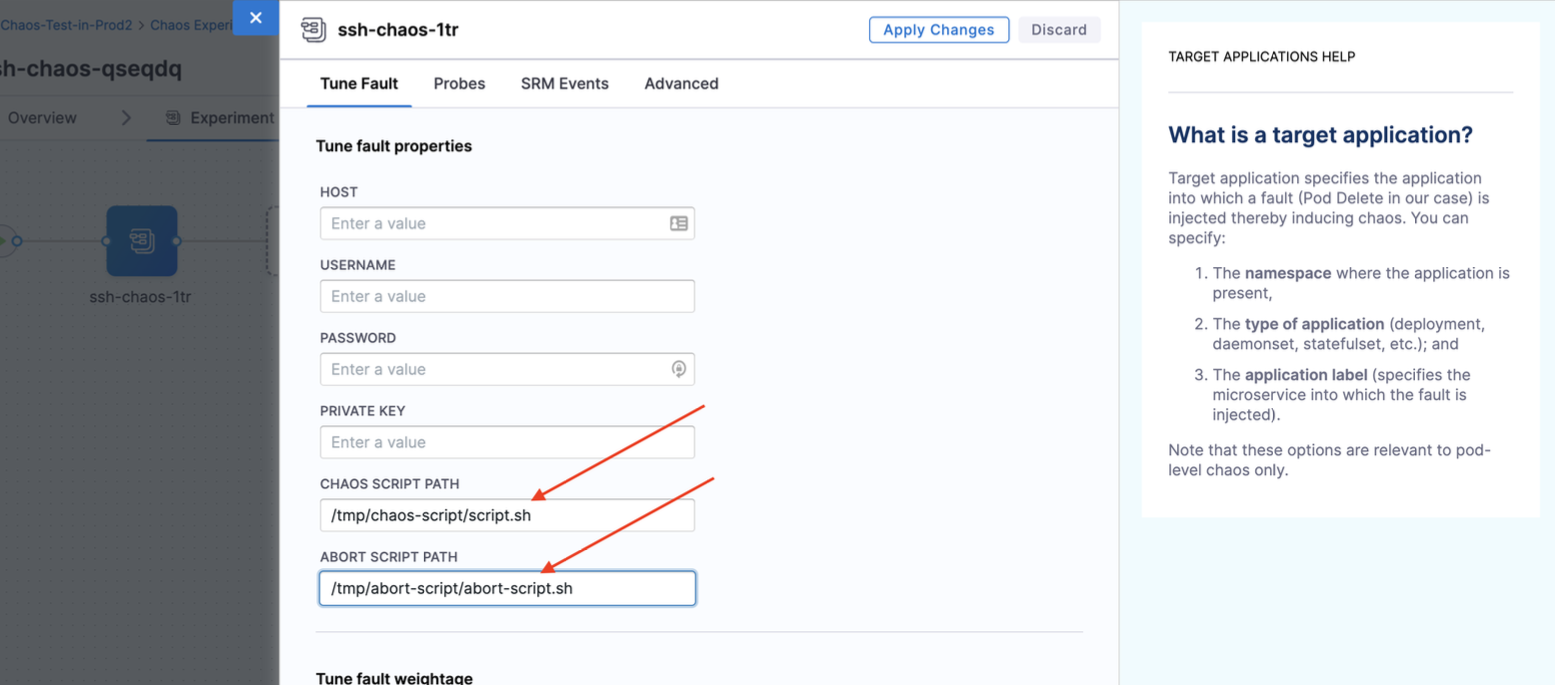 Chaos-Test-in-Prod2 > Chaos Experi
sh-chaos-qseqdq
Overview
Experiment
ssh-chaos-1tr
ssh-chaos-1tr
Apply Changes
Discard
Tune Fault
Probes
SRM Events
Advanced
Tune fault properties
HOST
Enter a value
USERNAME
Enter a value
PASSWORD
Enter a value
PRIVATE KEY
Enter a value
CHAOS SCRIPT PATH
/tmp/chaos-script/script.sh
ABORT SCRIPT PATH
/tmp/abort-script/abort-script.sh
Tune fault weightage
TARGET APPLICATIONS HELP
What is a target application?
Target application specifies the application
into which a fault (Pod Delete in our case) is
injected thereby inducing chaos. You can
specify:
1. The namespace where the application is
present,
2. The type of application (deployment,
daemonset, statefulset, etc.); and
3. The application label (specifies the
microservice into which the fault is
injected).
Note that these options are relevant to pod-
level chaos only.